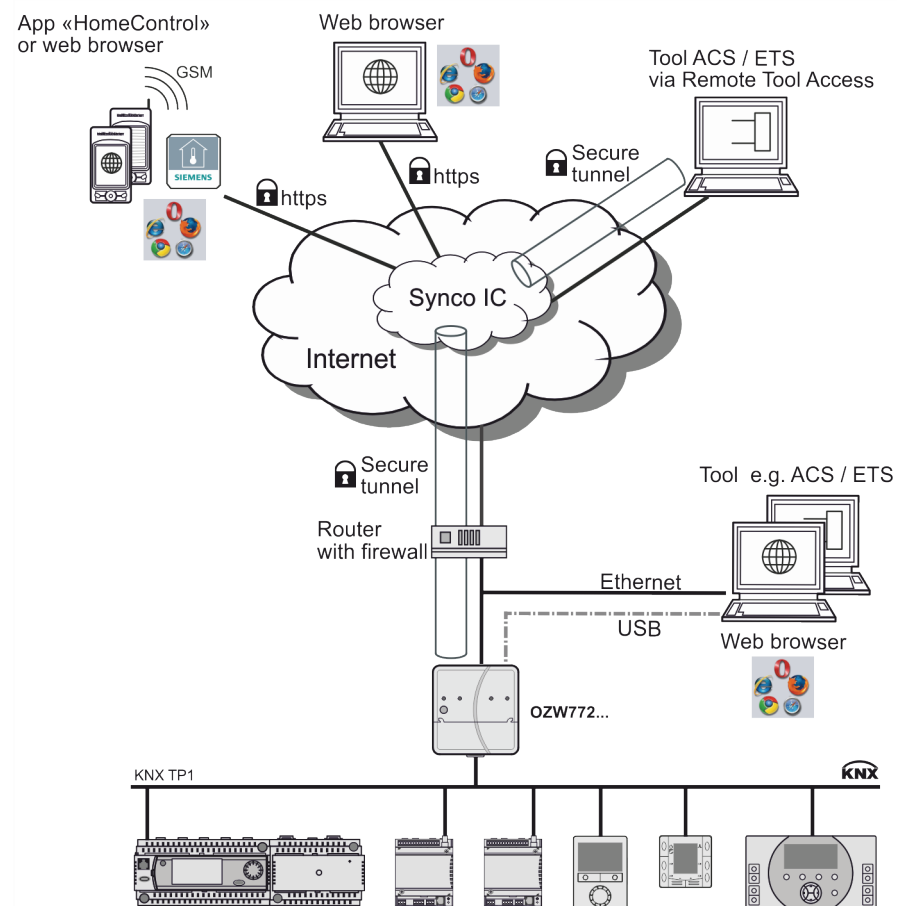 App «HomeControl»
or web browser
GSM
SIEMENS
https
Web browser
https
Tool ACS / ETS
via Remote Tool Access
Secure
tunnel
Synco IC
Internet
Secure
tunnel
Router
with firewall
Tool e.g. ACS / ETS
Ethernet
USB
Web browser
OZW772...
KNX TP1
KNX